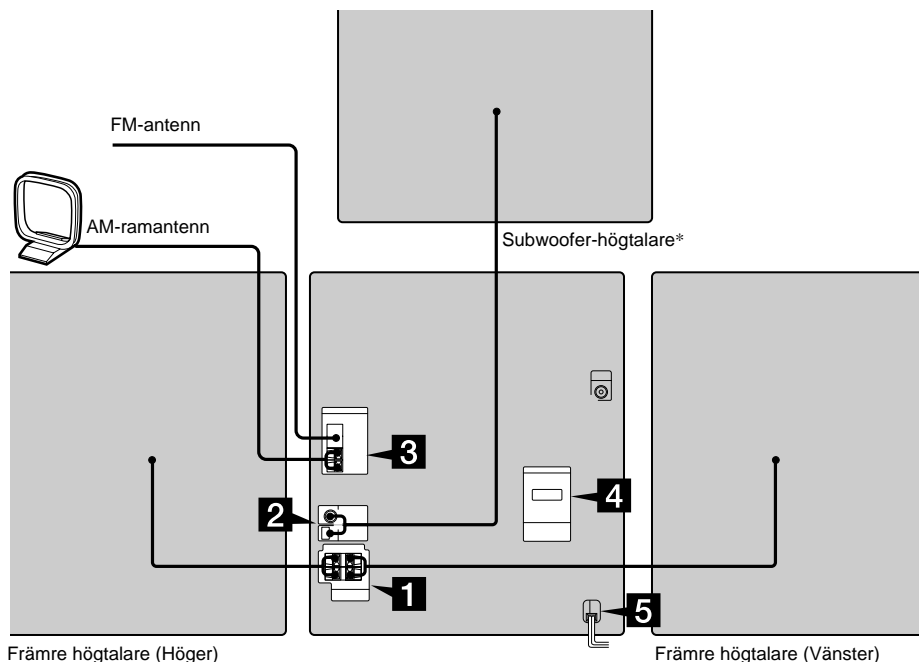 FM-antenn
AM-ramantenn
Subwoofer-högtalare*
3
4
2
1
5
Främre högtalare (Höger)
Främre högtalare (Vänster)